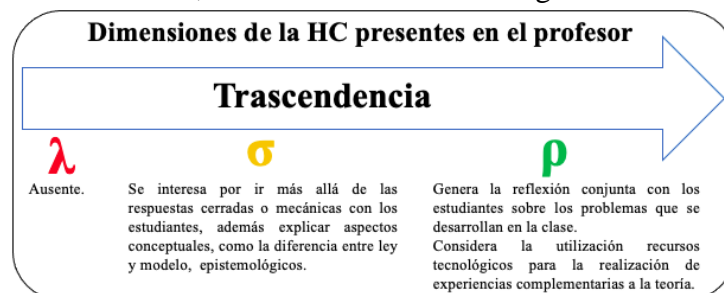 Dimensiones de la HC presentes en el profesor
Trascendencia
λ
σ
ρ
Ausente.
Se interesa por ir más allá de las
respuestas cerradas o mecánicas con los
estudiantes, además explicar aspectos
conceptuales, como la diferencia entre ley
y modelo, epistemológicos.
Genera la reflexión conjunta con los
estudiantes sobre los problemas que se
desarrollan en la clase.
Considera la utilización recursos
tecnológicos para la realización de
experiencias complementarias a la teoría.